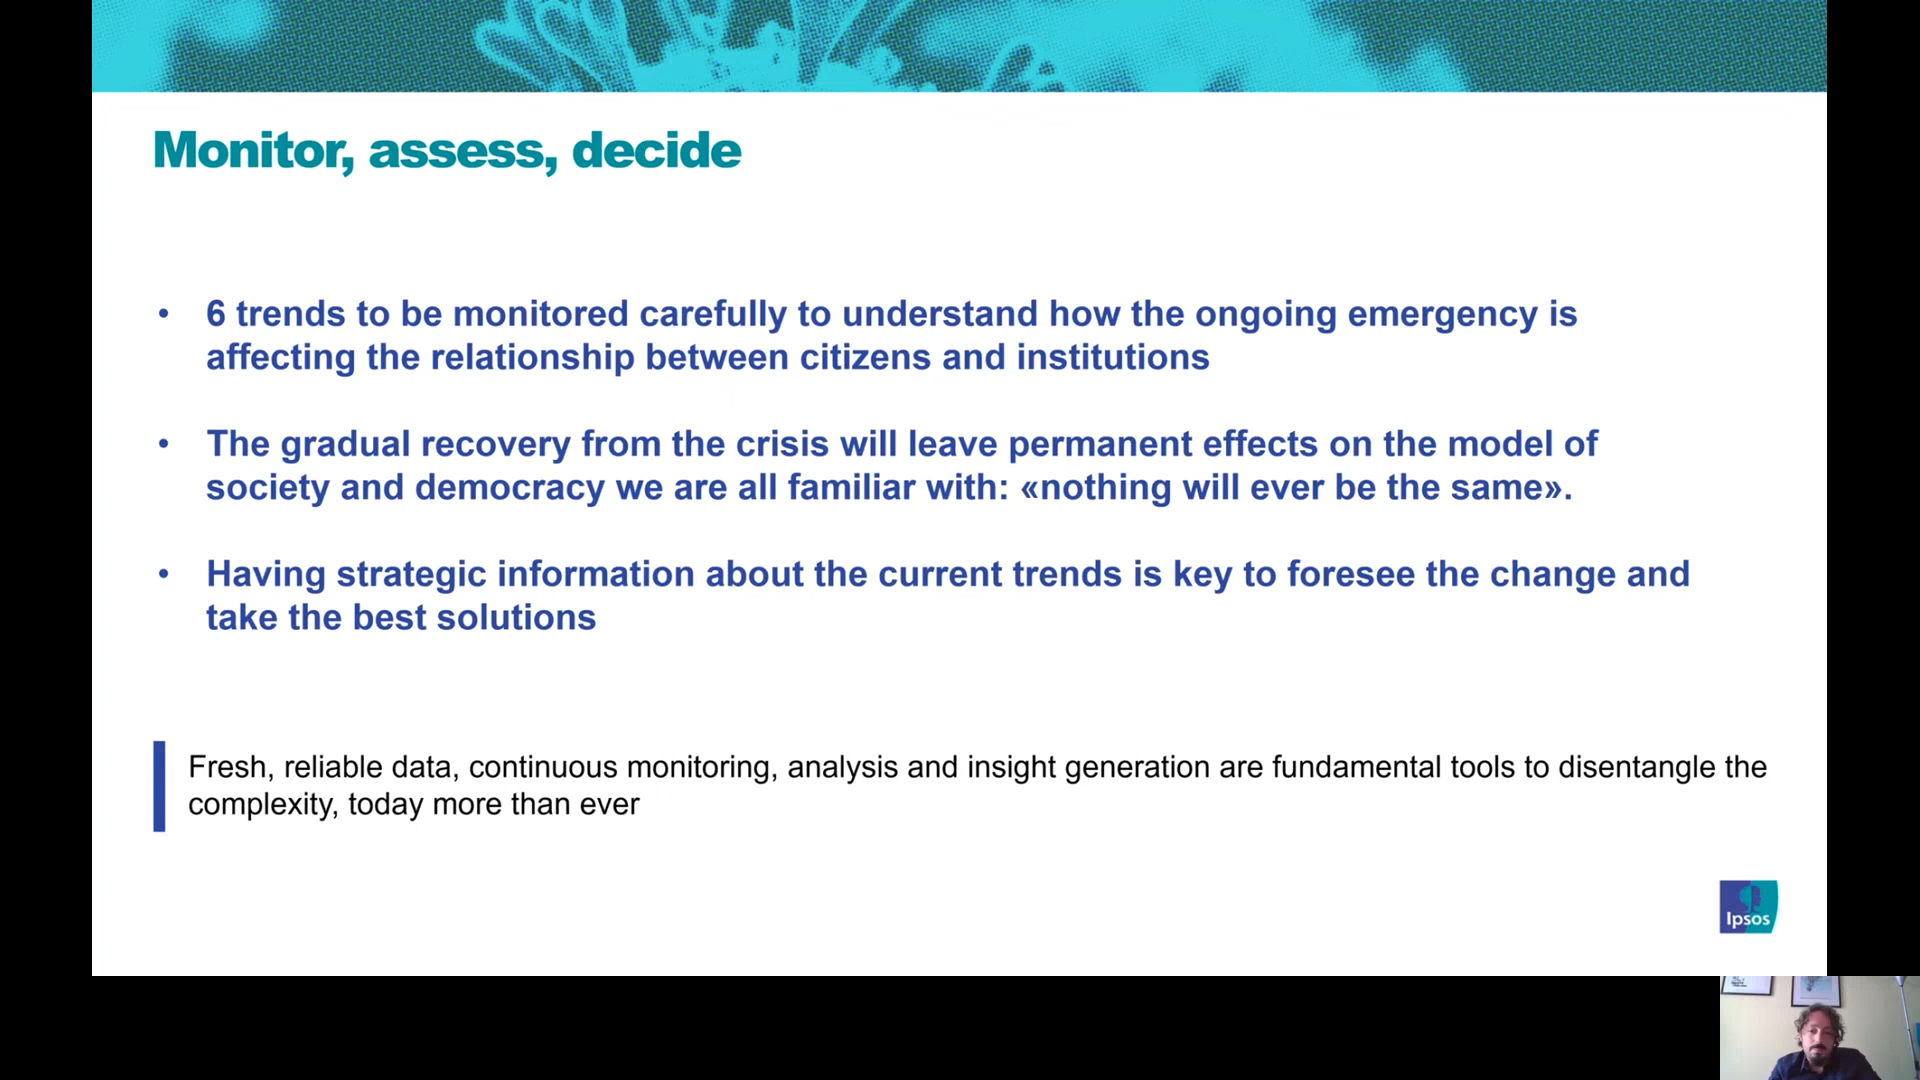 Monitor, assess, decide
• 6 trends to be monitored carefully to understand how the ongoing emergency is
affecting the relationship between citizens and institutions
• The gradual recovery from the crisis will leave permanent effects on the model of
society and democracy we are all familiar with: «nothing will ever be the same».
• Having strategic information about the current trends is key to foresee the change and
take the best solutions
Fresh, reliable data, continuous monitoring, analysis and insight generation are fundamental tools to disentangle the
complexity, today more than ever
Ipsos